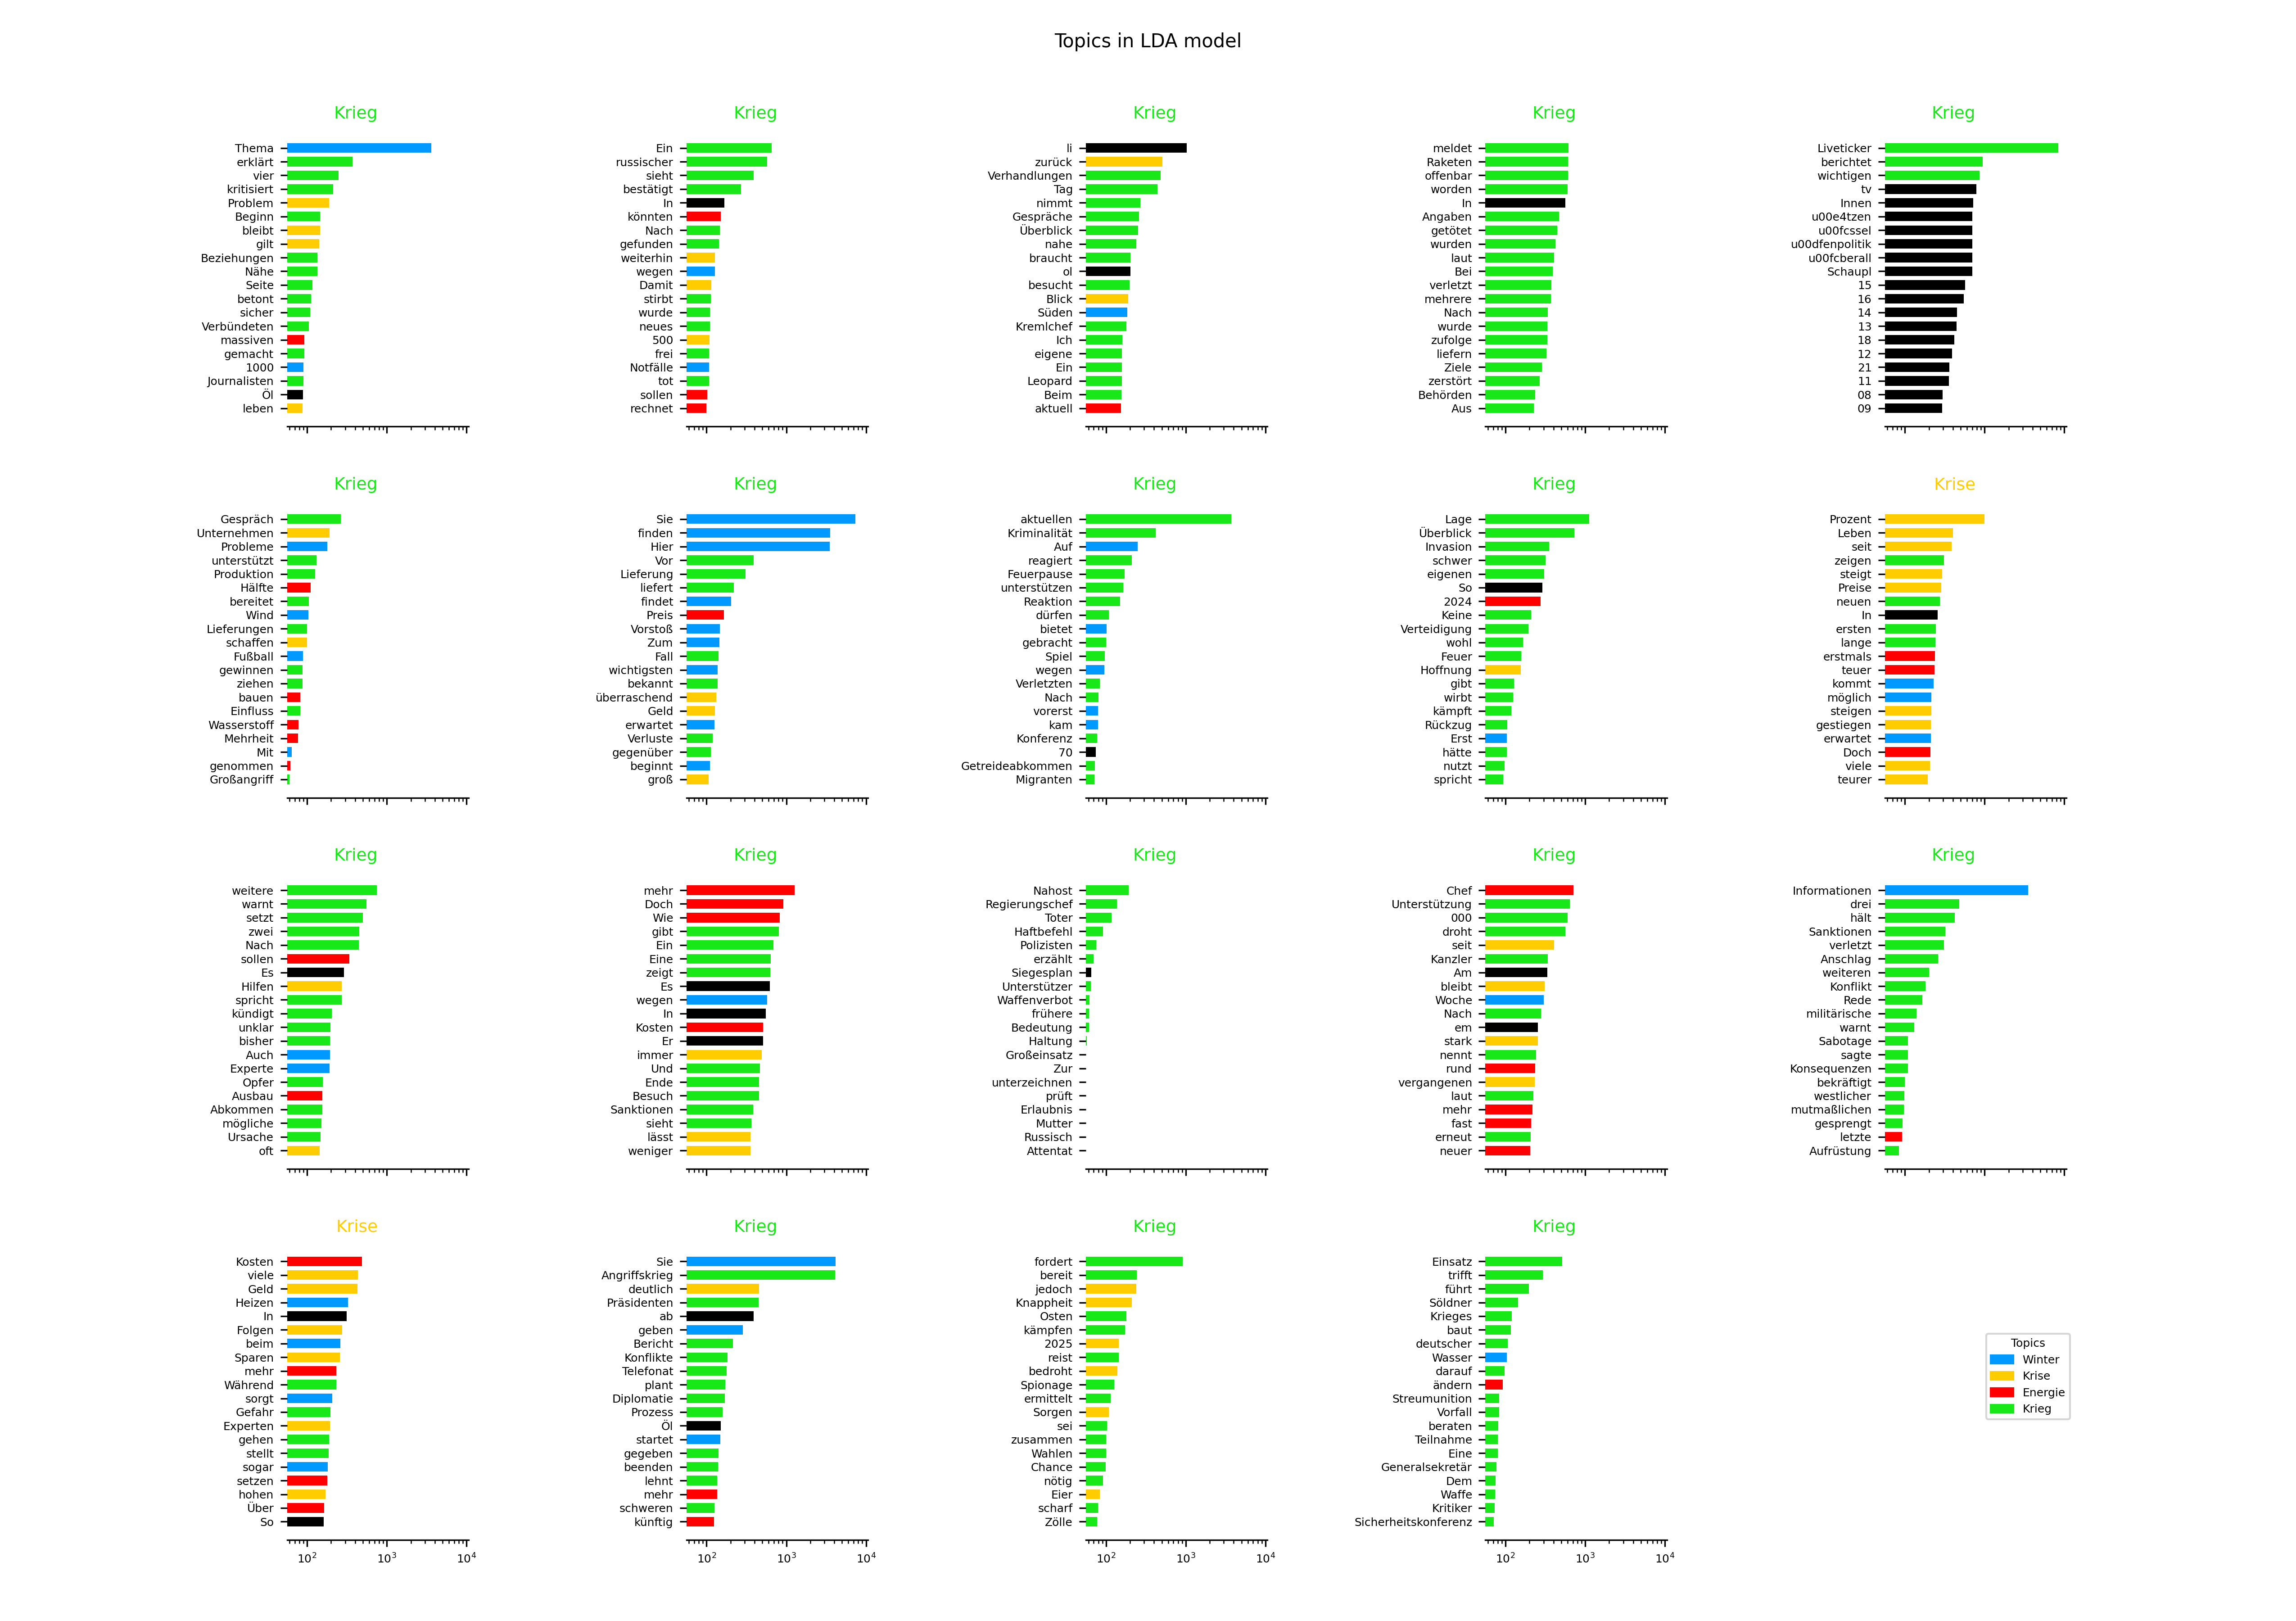 Topics in LDA model
Krieg
Thema
erklärt
vier
kritisiert
Problem
Beginn
bleibt
gilt
Beziehungen
Nähe
Seite
betont
sicher
Verbündeten
massiven
gemacht
1000
Journalisten
Öl
leben
Krieg
Ein
russischer
sieht
bestätigt
In
könnten
Nach
gefunden
weiterhin
wegen
Damit
stirbt
wurde
neues
500
frei
Notfälle
tot
sollen
rechnet
Krieg
li
zurück
Verhandlungen
Tag
nimmt
Gespräche
Überblick
nahe
braucht
ol
besucht
Blick
Süden
Kremlchef
Ich
eigene
Ein
Leopard
Beim
aktuell
Krieg
meldet
Raketen
offenbar
worden
In
Angaben
getötet
wurden
laut
Bei
verletzt
mehrere
Nach
wurde
zufolge
liefern
Ziele
zerstört
Behörden
Aus
Krieg
Liveticker
berichtet
wichtigen
tv
Innen
u00e4tzen
u00fcssel
u00dfenpolitik
u00fcberall
Schaupl
15
16
14
13
18
12
21
11
08
09
Krieg
Gespräch
Unternehmen
Probleme
unterstützt
Produktion
Hälfte
bereitet
Wind
Lieferungen
schaffen
Fußball
gewinnen
ziehen
bauen
Einfluss
Wasserstoff
Mehrheit
Mit
genommen
Großangriff
Krieg
Sie
finden
Hier
Vor
Lieferung
liefert
findet
Preis
Vorstoß
Zum
Fall
wichtigsten
bekannt
überraschend
Geld
erwartet
Verluste
gegenüber
beginnt
groß
Krieg
aktuellen
Kriminalität
Auf
reagiert
Feuerpause
unterstützen
Reaktion
dürfen
bietet
gebracht
Spiel
wegen
Verletzten
Nach
vorerst
kam
Konferenz
70
Getreideabkommen
Migranten
Krieg
Lage
Überblick
Invasion
schwer
eigenen
So
2024
Keine
Verteidigung
wohl
Feuer
Hoffnung
gibt
wirbt
kämpft
Rückzug
Erst
hätte
nutzt
spricht
Krise
Prozent
Leben
seit
zeigen
steigt
Preise
neuen
In
ersten
lange
erstmals
teuer
kommt
möglich
steigen
gestiegen
erwartet
Doch
viele
teurer
Krieg
weitere
warnt
setzt
zwei
Nach
sollen
Es
Hilfen
spricht
kündigt
unklar
bisher
Auch
Experte
Opfer
Ausbau
Abkommen
mögliche
Ursache
oft
Krieg
mehr
Doch
Wie
gibt
Ein
Eine
zeigt
Es
wegen
In
Kosten
Er
immer
Und
Ende
Besuch
Sanktionen
sieht
lässt
weniger
Krieg
Nahost
Regierungschef
Toter
Haftbefehl
Polizisten
erzählt
Siegesplan
Unterstützer
Waffenverbot
frühere
Bedeutung
Haltung
Großeinsatz
Zur
unterzeichnen
prüft
Erlaubnis
Mutter
Russisch
Attentat
Krieg
Chef
Unterstützung
000
droht
seit
Kanzler
Am
bleibt
Woche
Nach
em
stark
nennt
rund
vergangenen
laut
mehr
fast
erneut
neuer
Krieg
Informationen
drei
hält
Sanktionen
verletzt
Anschlag
weiteren
Konflikt
Rede
militärische
warnt
Sabotage
sagte
Konsequenzen
bekräftigt
westlicher
mutmaßlichen
gesprengt
letzte
Aufrüstung
Krise
Kosten
viele
Geld
Heizen
In
Folgen
beim
Sparen
mehr
Während
sorgt
Gefahr
Experten
gehen
stellt
sogar
setzen
hohen
Über
So
10² 10³ 10⁴
Krieg
Sie
Angriffskrieg
deutlich
Präsidenten
ab
geben
Bericht
Konflikte
Telefonat
plant
Diplomatie
Prozess
Öl
startet
gegeben
beenden
lehnt
mehr
schweren
künftig
10² 10³ 10⁴
Krieg
fordert
bereit
jedoch
Knappheit
Osten
kämpfen
2025
reist
bedroht
Spionage
ermittelt
Sorgen
sei
zusammen
Wahlen
Chance
nötig
Eier
scharf
Zölle
10² 10³ 10⁴
Krieg
Einsatz
trifft
führt
Söldner
Krieges
baut
deutscher
Wasser
darauf
ändern
Streumunition
Vorfall
beraten
Teilnahme
Eine
Generalsekretär
Dem
Waffe
Kritiker
Sicherheitskonferenz
10² 10³ 10⁴
Topics
Winter
Krise
Energie
Krieg